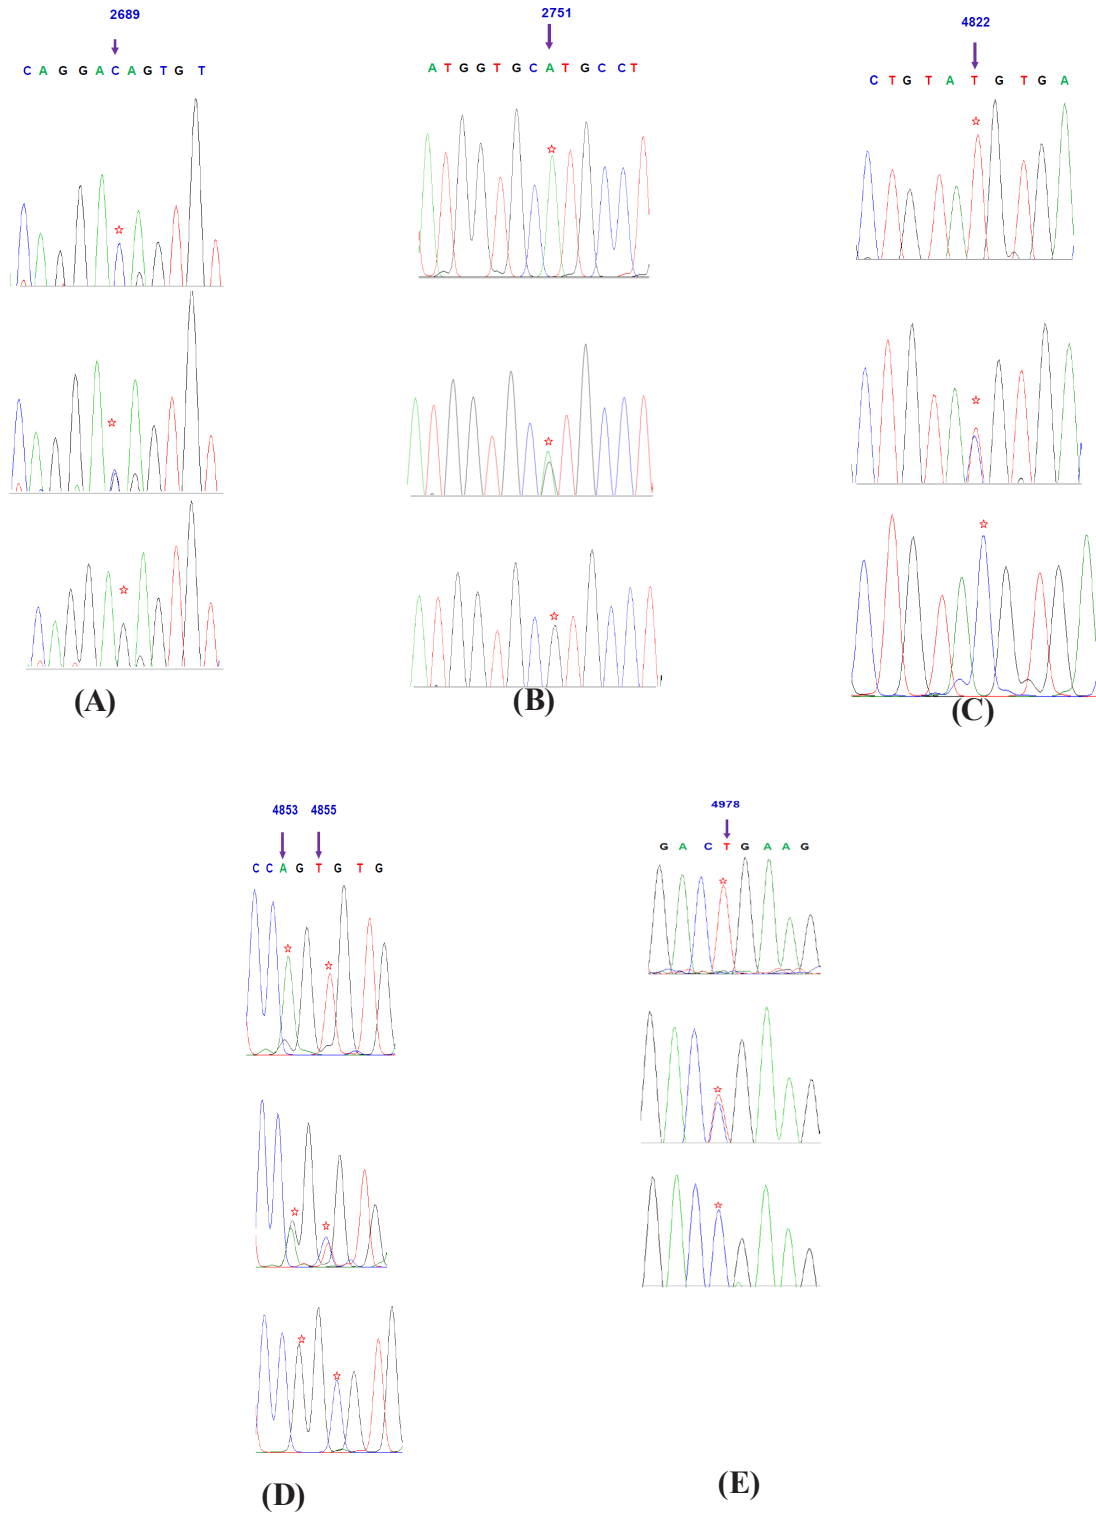 2689
C A G G A C A G T G T
(A)
2751
A T G G T G C A T G C C T
(B)
4822
C T G T A T G T G A
(C)
4853 4855
C C A G T G T G
(D)
4978
G A C T G A A G
(E)